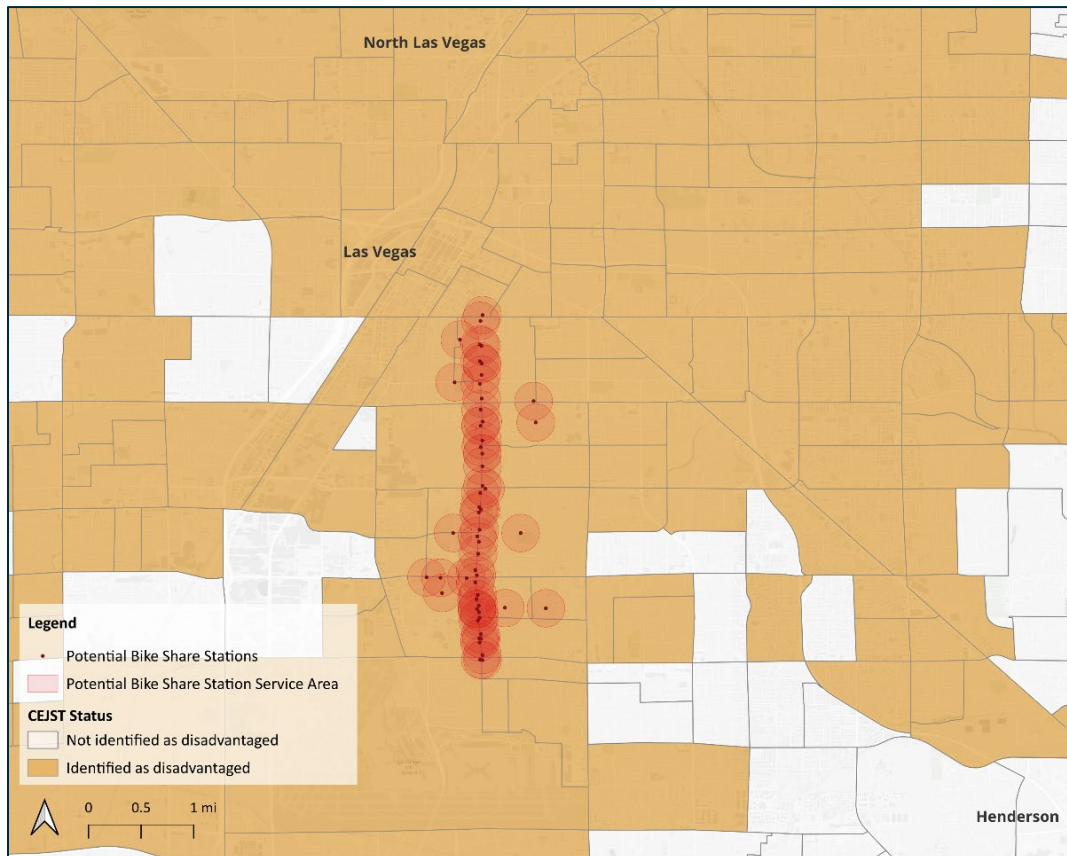 North Las Vegas
Las Vegas
Legend
Potential Bike Share Stations
Potential Bike Share Station Service Area
CEJST Status
Not identified as disadvantaged
Identified as disadvantaged
0 0.5 1 mi
Henderson